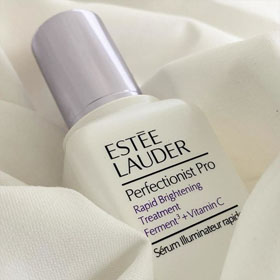 ESTĒE
LAUDER
Perfectionist Pro
Rapid Brightening
Treatment
Ferment³ + Vitamin C
Sérum Illuminateur rapide